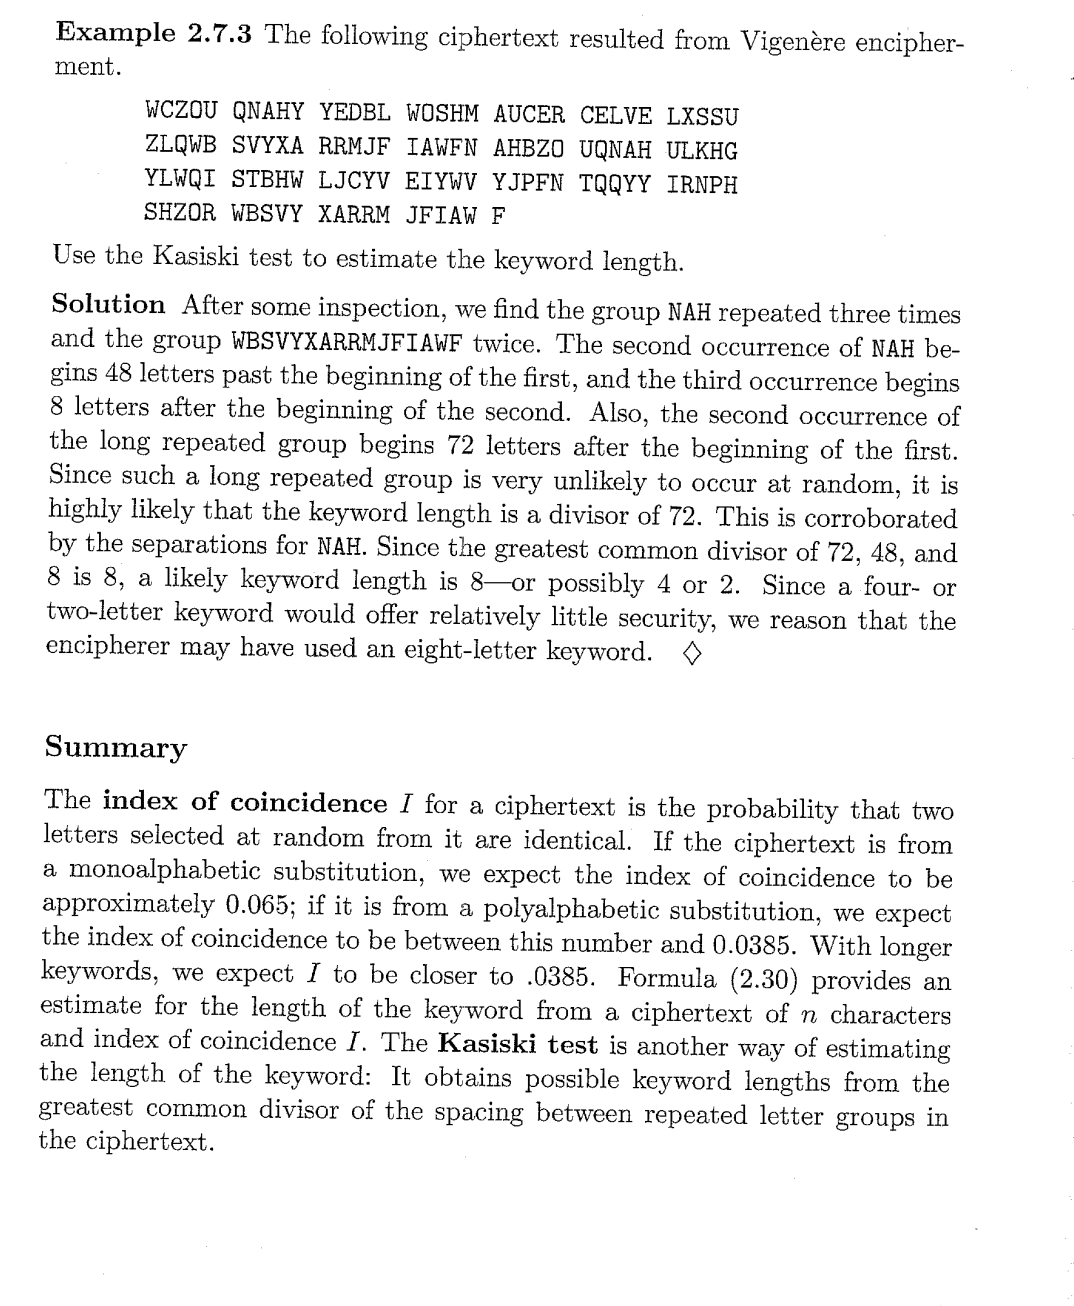 Example 2.7.3 The following ciphertext resulted from Vigenère encipher-
ment.
WCZOU QNAHY YEDBL WOSHM AUCER CELVE LXSSU
ZLQWB SVYXA RRMJF IAWFN AHBZO UQNAH ULKHG
YLWQI STBHW LJCYV EIYWV YJPFN TQQYY IRNPH
SHZOR WBSVY XARRM JFIAW F
Use the Kasiski test to estimate the keyword length.
Solution After some inspection, we find the group NAH repeated three times
and the group WBSVYXARRMJFIAWF twice. The second occurrence of NAH be-
gins 48 letters past the beginning of the first, and the third occurrence begins
8 letters after the beginning of the second. Also, the second occurrence of
the long repeated group begins 72 letters after the beginning of the first.
Since such a long repeated group is very unlikely to occur at random, it is
highly likely that the keyword length is a divisor of 72. This is corroborated
by the separations for NAH. Since the greatest common divisor of 72, 48, and
8 is 8, a likely keyword length is 8—or possibly 4 or 2. Since a four- or
two-letter keyword would offer relatively little security, we reason that the
encipherer may have used an eight-letter keyword. ◇
Summary
The index of coincidence I for a ciphertext is the probability that two
letters selected at random from it are identical. If the ciphertext is from
a monoalphabetic substitution, we expect the index of coincidence to be
approximately 0.065; if it is from a polyalphabetic substitution, we expect
the index of coincidence to be between this number and 0.0385. With longer
keywords, we expect I to be closer to .0385. Formula (2.30) provides an
estimate for the length of the keyword from a ciphertext of n characters
and index of coincidence I. The Kasiski test is another way of estimating
the length of the keyword: It obtains possible keyword lengths from the
greatest common divisor of the spacing between repeated letter groups in
the ciphertext.